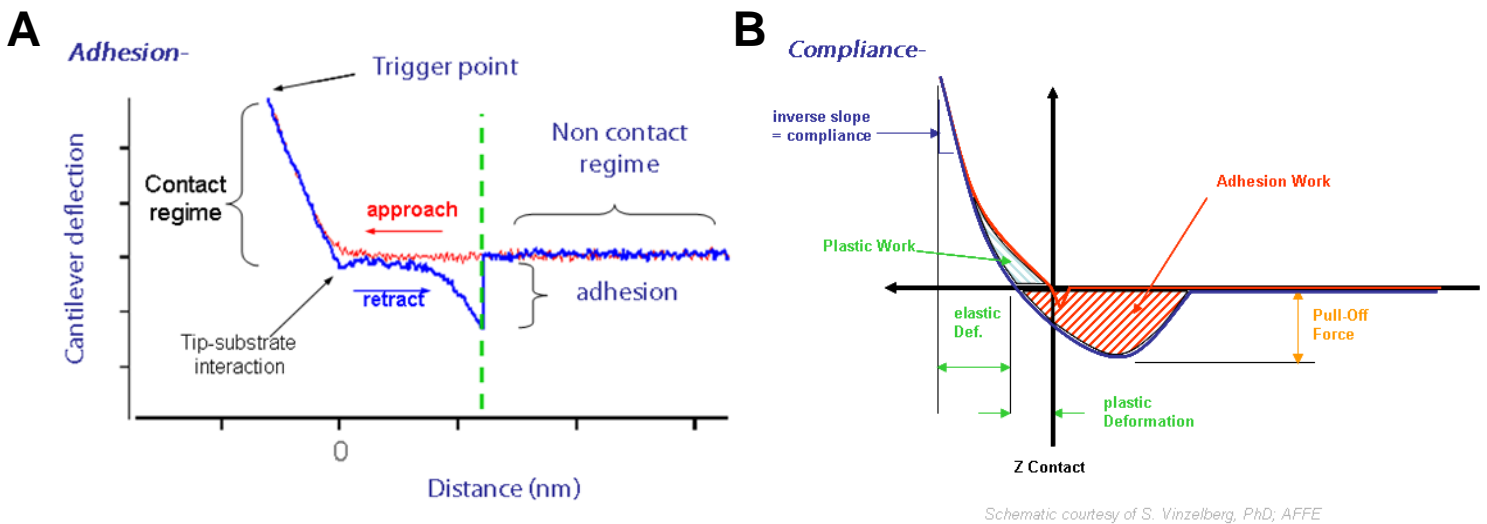 A
Adhesion-
Trigger point
Non contact
regime
Contact
regime
approach
retract
adhesion
Tip-substrate
interaction
Cantilever deflection
0
Distance (nm)
B
Compliance-
inverse slope
= compliance
Adhesion Work
Plastic Work
elastic
Def.
Pull-Off
Force
plastic
Deformation
Z Contact
Schematic courtesy of S. Vinzelberg, PhD; AFFE